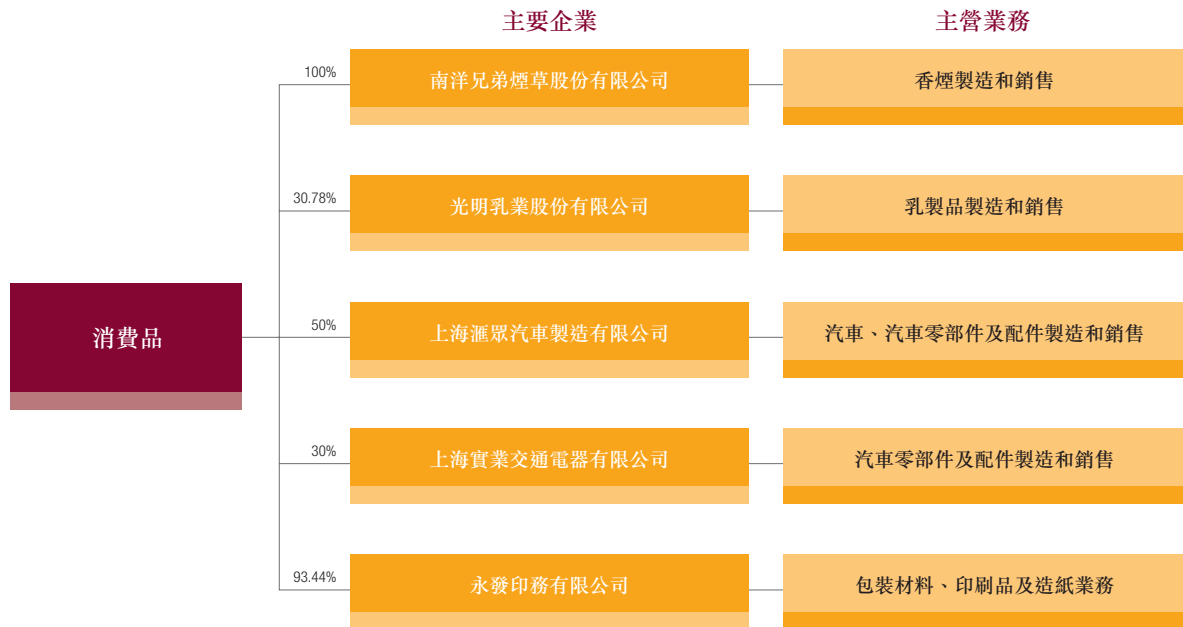 主要企業
主營業務
消費品
100%
南洋兄弟煙草股份有限公司
香煙製造和銷售
30.78%
光明乳業股份有限公司
乳製品製造和銷售
50%
上海滙眾汽車製造有限公司
汽車、汽車零部件及配件製造和銷售
30%
上海實業交通電器有限公司
汽車零部件及配件製造和銷售
93.44%
永發印務有限公司
包裝材料、印刷品及造紙業務